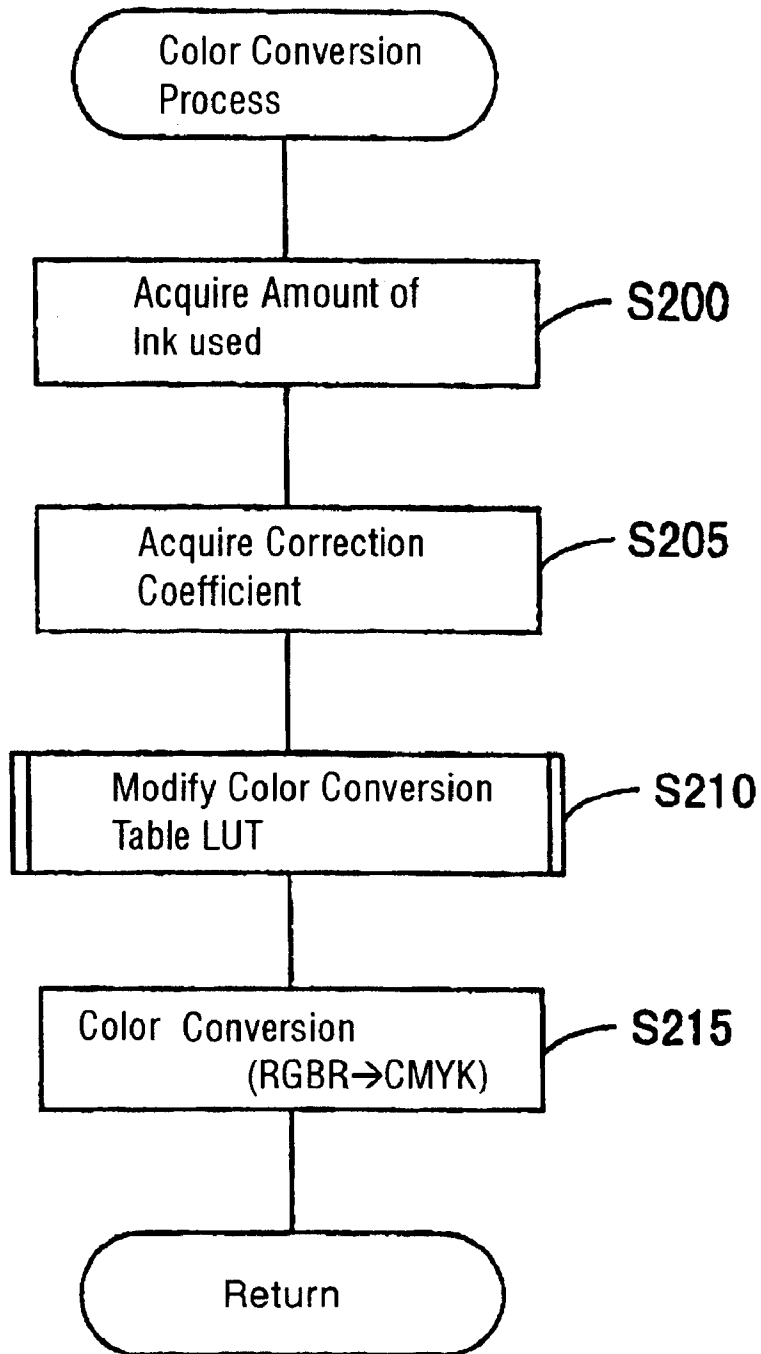 Color Conversion
Process
Acquire Amount of
Ink used
S200
Acquire Correction
Coefficient
S205
Modify Color Conversion
Table LUT
S210
Color Conversion
(RGBR→CMYK)
S215
Return